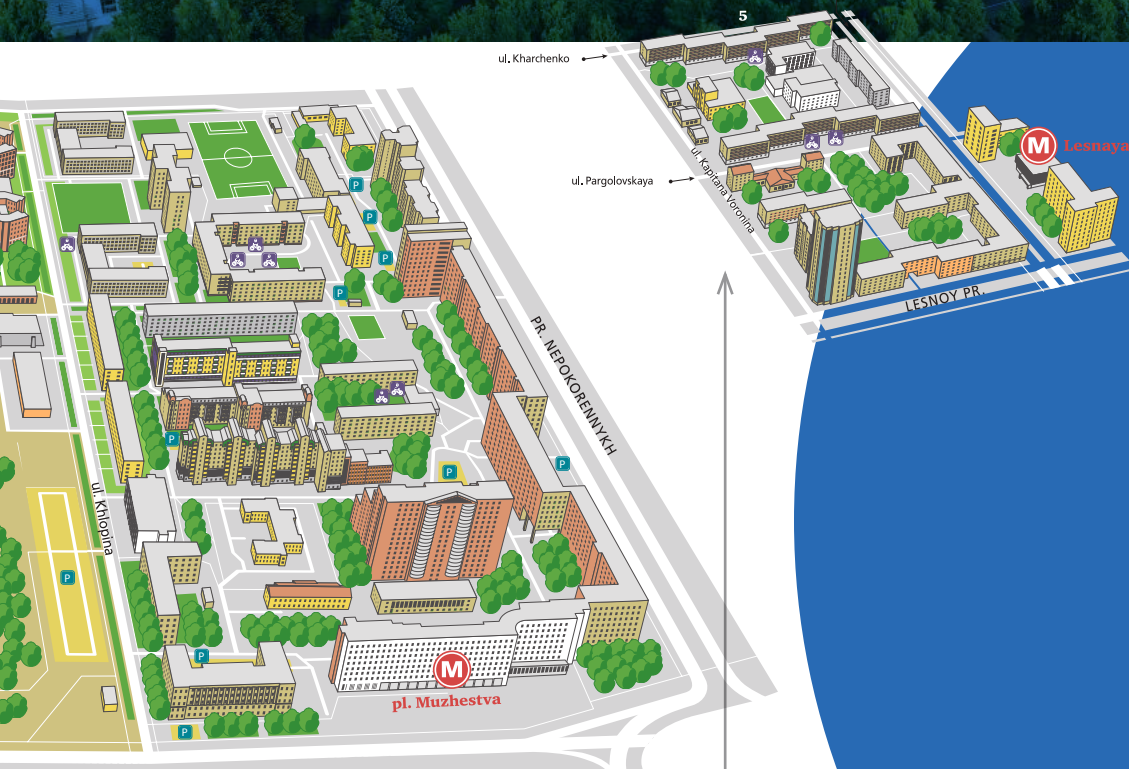 5
ul. Kharchenko
M
Lesnaya
ul. Pargolovskaya
ul. Kapitana Voronina
LESNOY PR.
P
P
P
P
PR. NEPOKORENNYKH
P
P
P
ul. Khlopina
P
P
M
pl. Muzhestva
P